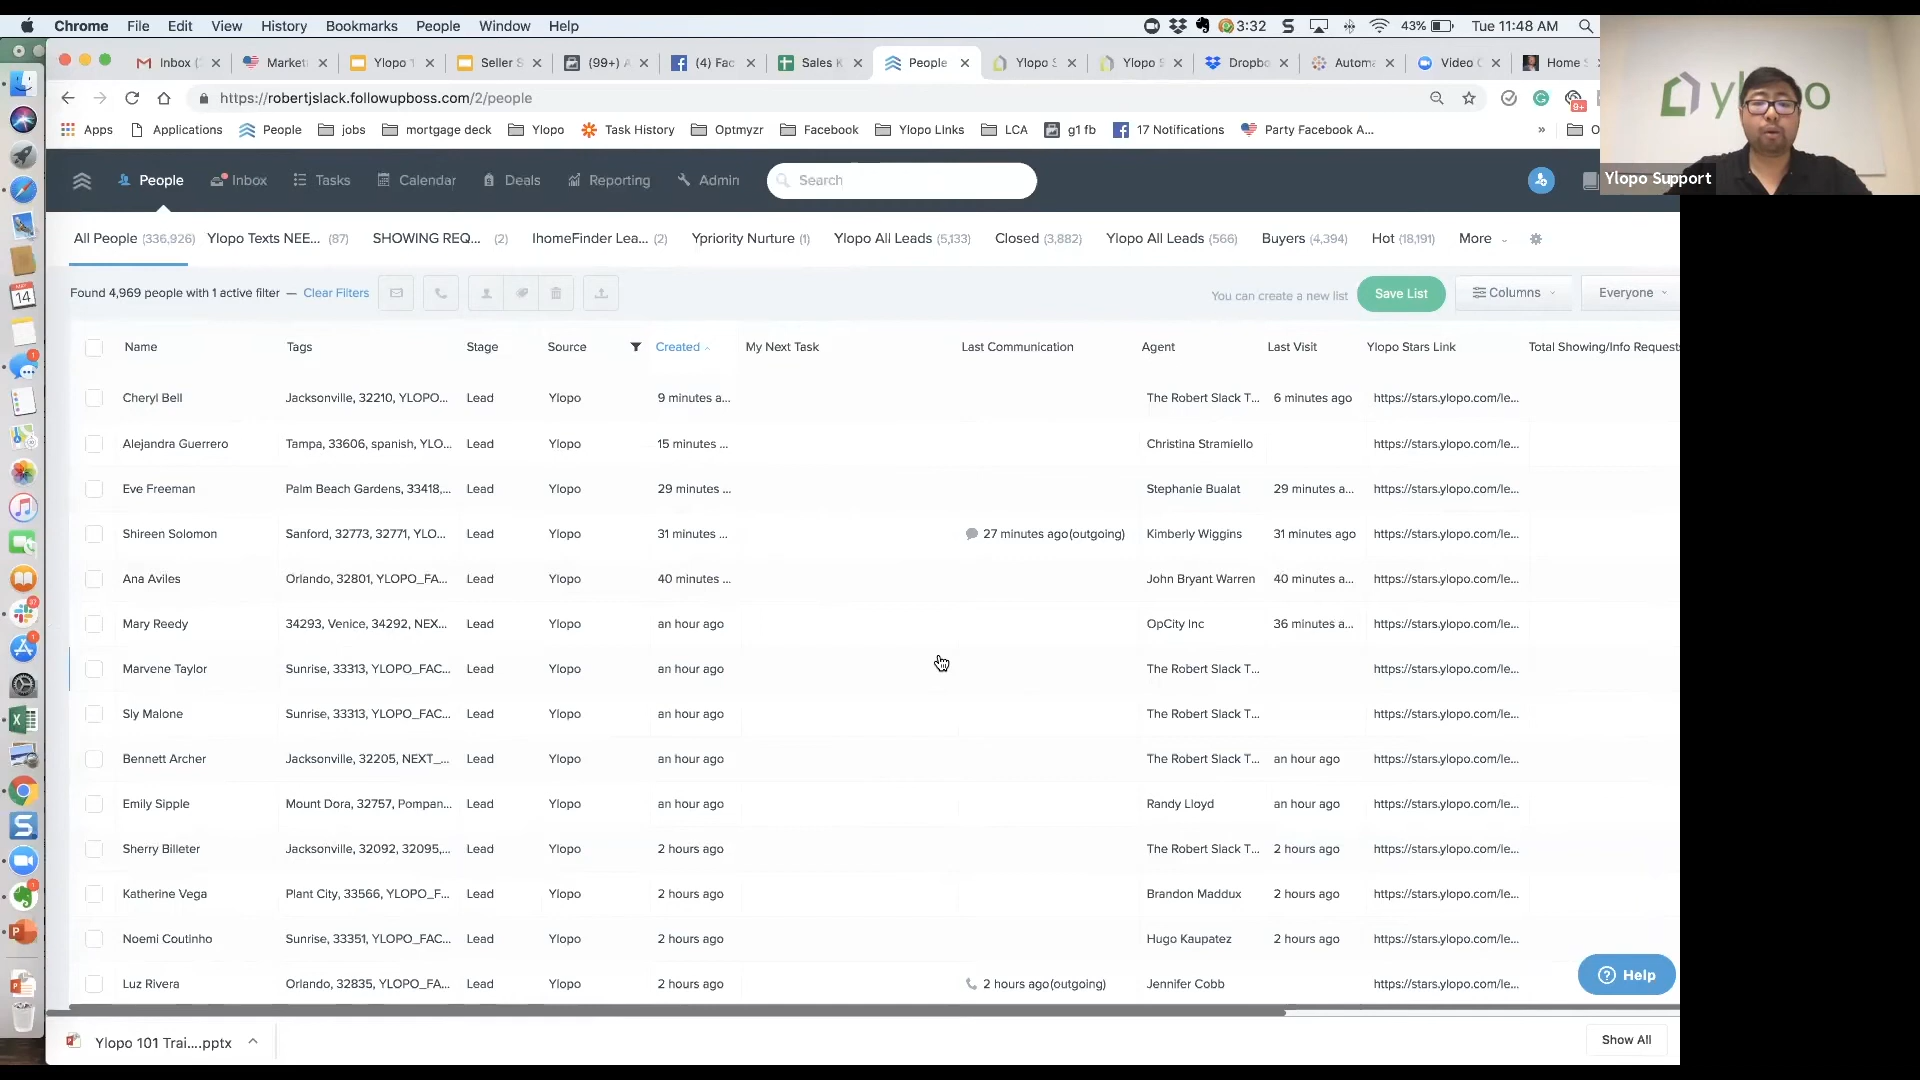 Chrome File Edit View History Bookmarks People Window Help 3:32 43% Tue 11:48 AM
Inbox ( Market Ylopo Seller S (99+) A (4) Fac Sales K People Ylopo S Ylopo S Dropbo Automa Video C Home S
https://robertjslack.followupboss.com/2/people 9+
Apps Applications People jobs mortgage deck Ylopo Task History Optmyzr Facebook Ylopo LInks LCA g1 fb 17 Notifications Party Facebook A... » O
ylopo
Ylopo Support
People Inbox Tasks Calendar Deals Reporting Admin Search
All People (336,926) Ylopo Texts NEE... (87) SHOWING REQ... (2) IhomeFinder Lea... (2) Ypriority Nurture (1) Ylopo All Leads (5,133) Closed (3,882) Ylopo All Leads (566) Buyers (4,394) Hot (18,191) More
Found 4,969 people with 1 active filter — Clear Filters You can create a new list Save List Columns Everyone
Name Tags Stage Source Created My Next Task Last Communication Agent Last Visit Ylopo Stars Link Total Showing/Info Requests
Cheryl Bell Jacksonville, 32210, YLOPO... Lead Ylopo 9 minutes a... The Robert Slack T... 6 minutes ago https://stars.ylopo.com/le...
Alejandra Guerrero Tampa, 33606, spanish, YLO... Lead Ylopo 15 minutes ... Christina Stramiello https://stars.ylopo.com/le...
Eve Freeman Palm Beach Gardens, 33418,... Lead Ylopo 29 minutes ... Stephanie Bualat 29 minutes a... https://stars.ylopo.com/le...
Shireen Solomon Sanford, 32773, 32771, YLO... Lead Ylopo 31 minutes ... 27 minutes ago(outgoing) Kimberly Wiggins 31 minutes ago https://stars.ylopo.com/le...
Ana Aviles Orlando, 32801, YLOPO_FA... Lead Ylopo 40 minutes ... John Bryant Warren 40 minutes a... https://stars.ylopo.com/le...
Mary Reedy 34293, Venice, 34292, NEX... Lead Ylopo an hour ago OpCity Inc 36 minutes a... https://stars.ylopo.com/le...
Marvene Taylor Sunrise, 33313, YLOPO_FAC... Lead Ylopo an hour ago The Robert Slack T... https://stars.ylopo.com/le...
Sly Malone Sunrise, 33313, YLOPO_FAC... Lead Ylopo an hour ago The Robert Slack T... https://stars.ylopo.com/le...
Bennett Archer Jacksonville, 32205, NEXT_... Lead Ylopo an hour ago The Robert Slack T... an hour ago https://stars.ylopo.com/le...
Emily Sipple Mount Dora, 32757, Pompan... Lead Ylopo an hour ago Randy Lloyd an hour ago https://stars.ylopo.com/le...
Sherry Billeter Jacksonville, 32092, 32095,... Lead Ylopo 2 hours ago The Robert Slack T... 2 hours ago https://stars.ylopo.com/le...
Katherine Vega Plant City, 33566, YLOPO_F... Lead Ylopo 2 hours ago Brandon Maddux 2 hours ago https://stars.ylopo.com/le...
Noemi Coutinho Sunrise, 33351, YLOPO_FAC... Lead Ylopo 2 hours ago Hugo Kaupatez 2 hours ago https://stars.ylopo.com/le...
Luz Rivera Orlando, 32835, YLOPO_FA... Lead Ylopo 2 hours ago 2 hours ago(outgoing) Jennifer Cobb https://stars.ylopo.com/le...
Help
Ylopo 101 Trai....pptx Show All